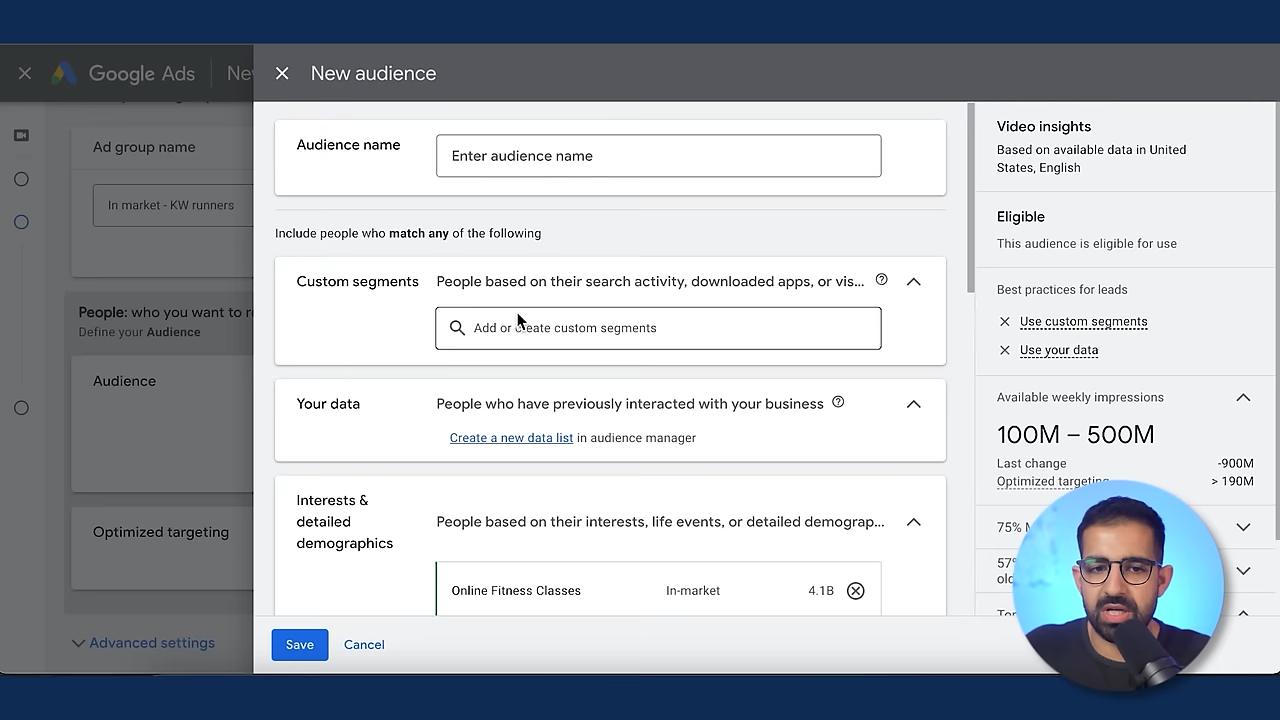 Google Ads
New audience
Ad group name
In market - KW runners
People: who you want to
Define your Audience
Audience
Optimized targeting
Advanced settings
Audience name
Enter audience name
Include people who match any of the following
Custom segments
People based on their search activity, downloaded apps, or vis...
Add or create custom segments
Your data
People who have previously interacted with your business
Create a new data list in audience manager
Interests &
detailed
demographics
People based on their interests, life events, or detailed demograp...
Online Fitness Classes
In-market
4.1B
Save
Cancel
Video insights
Based on available data in United
States, English
Eligible
This audience is eligible for use
Best practices for leads
Use custom segments
Use your data
Available weekly impressions
100M – 500M
Last change
-900M
Optimized targeting
> 190M
75%